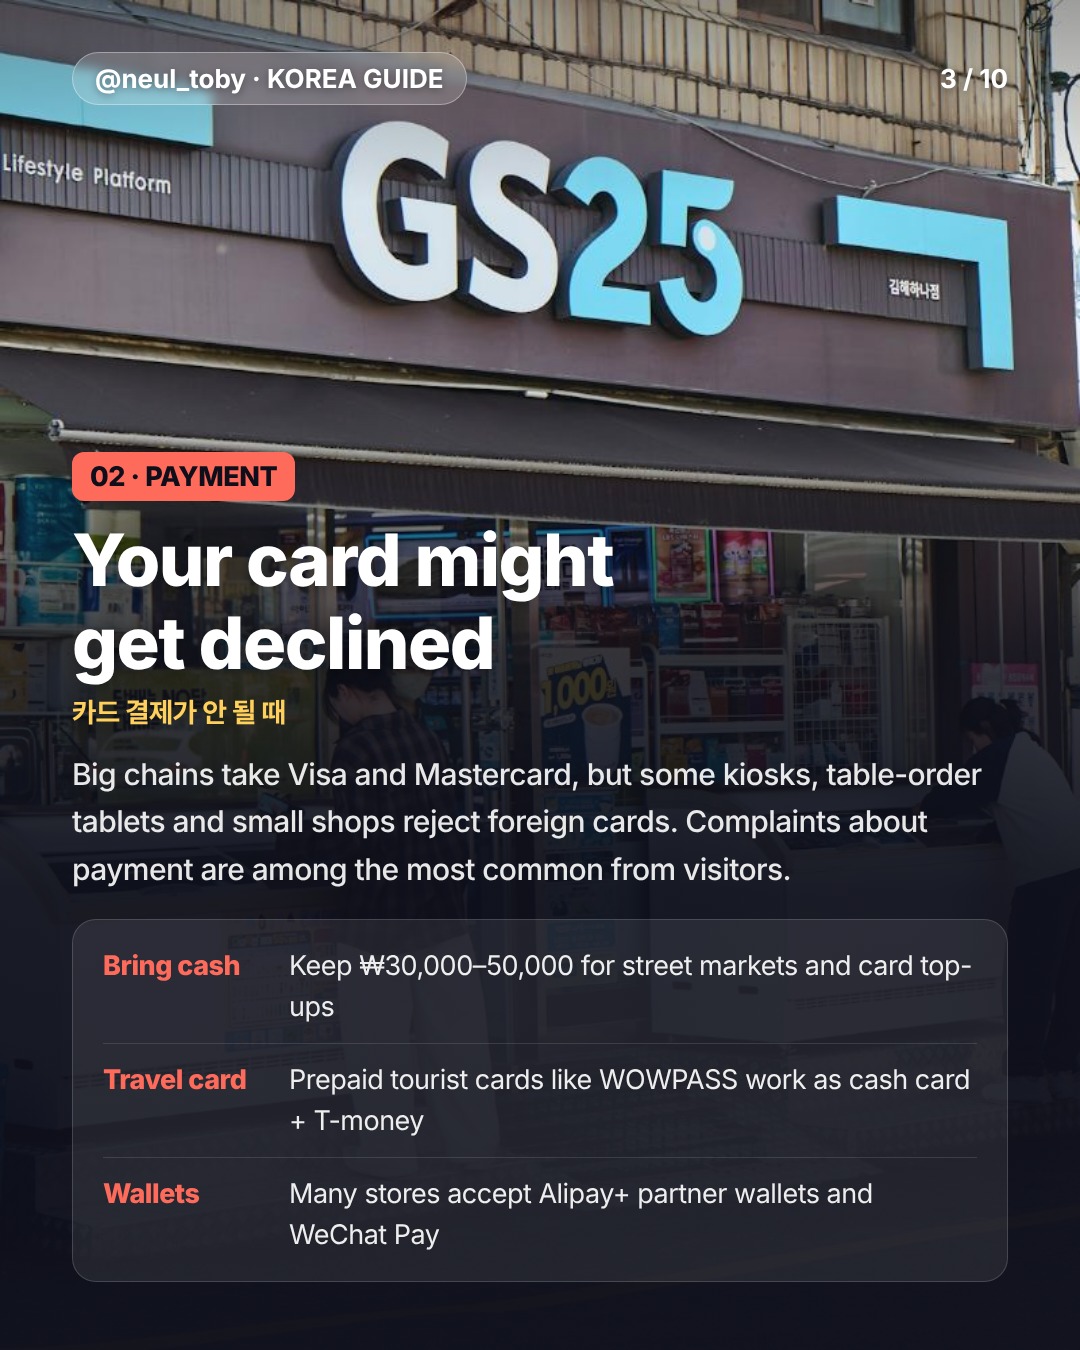 @neul_toby · KOREA GUIDE
3 / 10
Lifestyle Platform
GS25
김해하나점
02 · PAYMENT
Your card might
get declined
카드 결제가 안 될 때
Big chains take Visa and Mastercard, but some kiosks, table-order
tablets and small shops reject foreign cards. Complaints about
payment are among the most common from visitors.
1,000
Bring cash
Keep ₩30,000–50,000 for street markets and card top-
ups
Travel card
Prepaid tourist cards like WOWPASS work as cash card
+ T-money
Wallets
Many stores accept Alipay+ partner wallets and
WeChat Pay